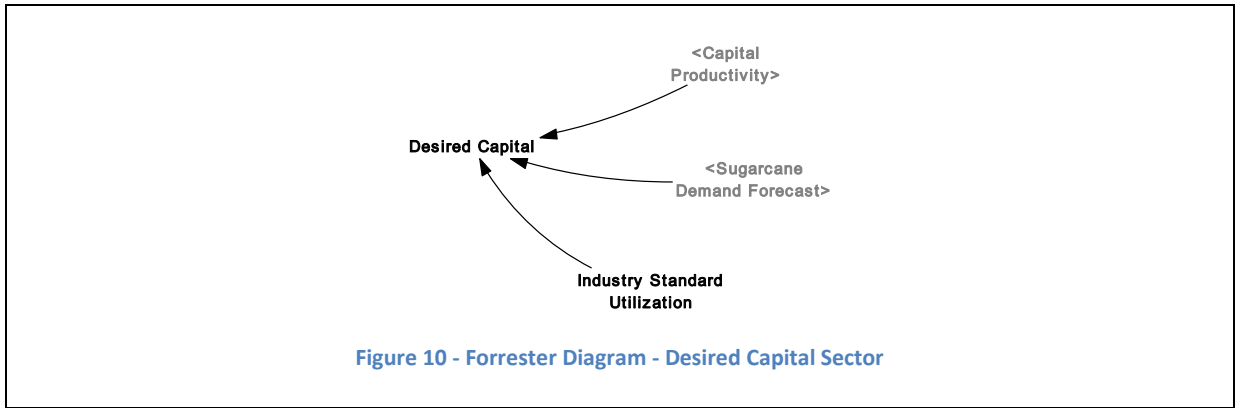 <Capital
Productivity>
Desired Capital
<Sugarcane
Demand Forecast>
Industry Standard
Utilization
Figure 10 - Forrester Diagram - Desired Capital Sector